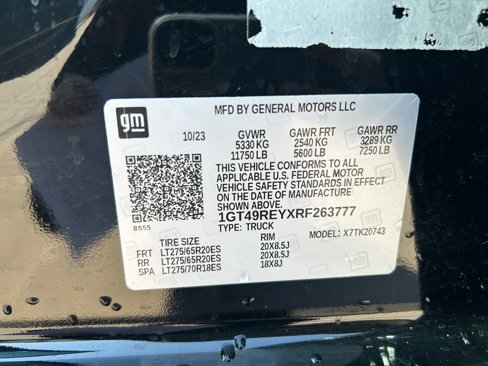 gm
MFD BY GENERAL MOTORS LLC
10/23 GVWR GAWR FRT GAWR RR
5330 KG 2540 KG 3289 KG
11750 LB 5600 LB 7250 LB
THIS VEHICLE CONFORMS TO ALL
APPLICABLE U.S. FEDERAL MOTOR
VEHICLE SAFETY STANDARDS IN EFFECT
ON THE DATE OF MANUFACTURE
SHOWN ABOVE.
1GT49REYXRF263777
8555 TYPE: TRUCK MODEL: X7TK20743
TIRE SIZE RIM
FRT LT275/65R20ES 20X8.5J
RR LT275/65R20ES 20X8.5J
SPA LT275/70R18ES 18X8J